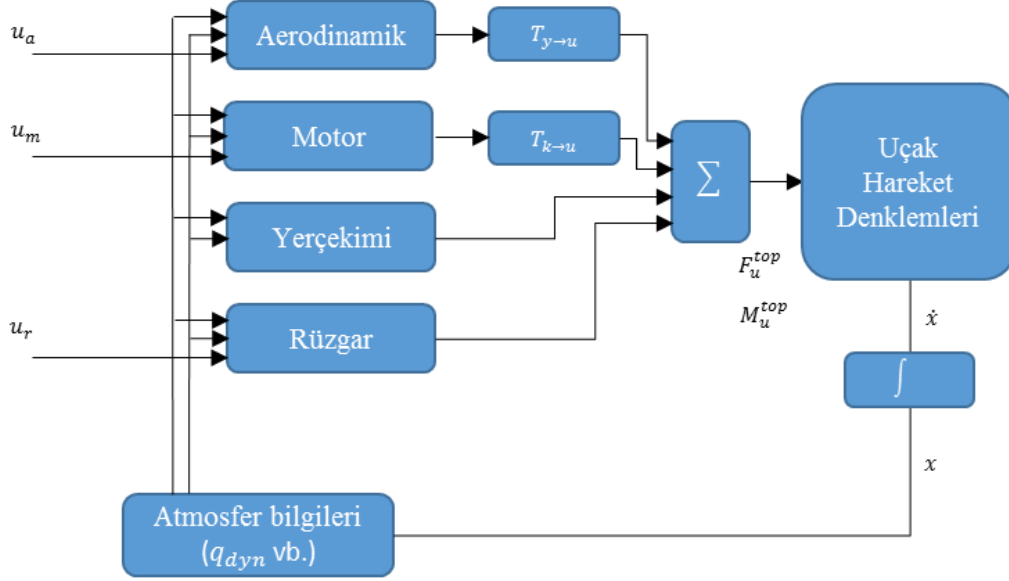 u_a
Aerodinamik
T_{y→u}
u_m
Motor
T_{k→u}
∑
Uçak
Hareket
Denklemleri
Yerçekimi
F_u^{top}
M_u^{top}
u_r
Rüzgar
ẋ
∫
x
Atmosfer bilgileri
(q_{dyn} vb.)